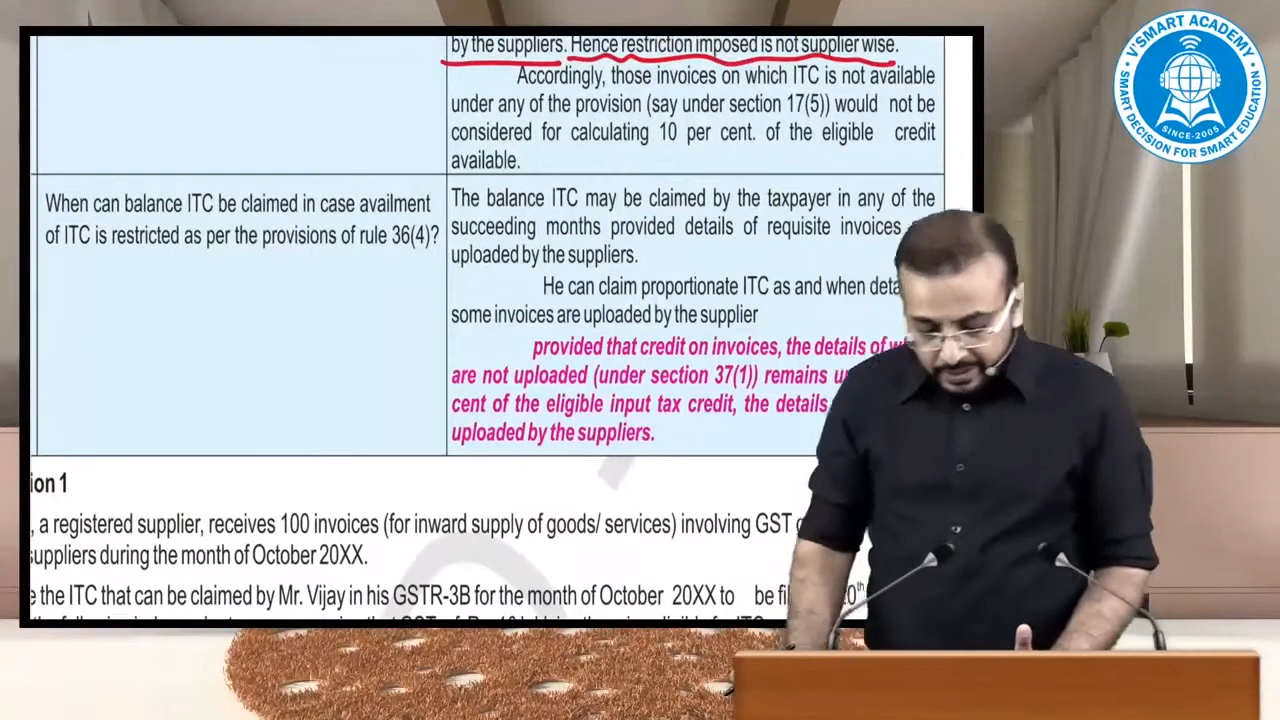 by the suppliers. Hence restriction imposed is not supplier wise.
Accordingly, those invoices on which ITC is not available
under any of the provision (say under section 17(5)) would not be
considered for calculating 10 per cent. of the eligible credit
available.
When can balance ITC be claimed in case availment
of ITC is restricted as per the provisions of rule 36(4)?
The balance ITC may be claimed by the taxpayer in any of the
succeeding months provided details of requisite invoices
uploaded by the suppliers.
He can claim proportionate ITC as and when
some invoices are uploaded by the supplier
provided that credit on invoices, the details of
are not uploaded (under section 37(1)) remains
cent of the eligible input tax credit, the details
uploaded by the suppliers.
ion 1
, a registered supplier, receives 100 invoices (for inward supply of goods/ services) involving GST
suppliers during the month of October 20XX.
e the ITC that can be claimed by Mr. Vijay in his GSTR-3B for the month of October 20XX to be
V'SMART ACADEMY
SINCE-2005
SMART DECISION FOR SMART EDUCATION